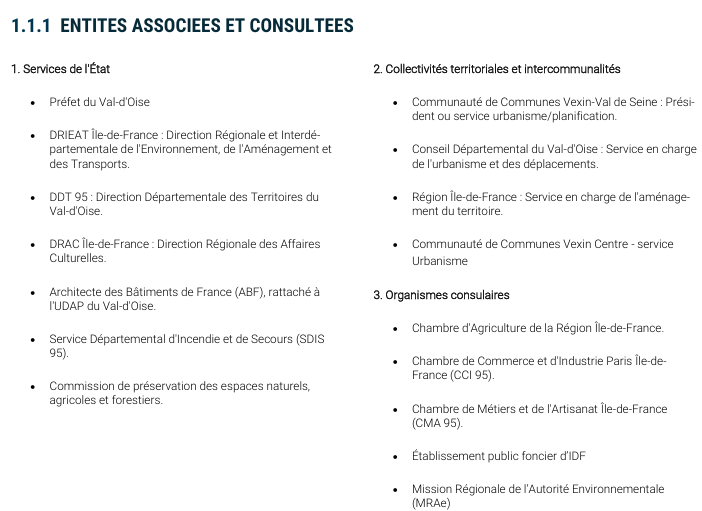 1.1.1 ENTITES ASSOCIEES ET CONSULTEES
1. Services de l'État
• Préfet du Val-d'Oise
• DRIEAT Île-de-France : Direction Régionale et Interdé-
partementale de l'Environnement, de l'Aménagement et
des Transports.
• DDT 95 : Direction Départementale des Territoires du
Val-d'Oise.
• DRAC Île-de-France : Direction Régionale des Affaires
Culturelles.
• Architecte des Bâtiments de France (ABF), rattaché à
l'UDAP du Val-d'Oise.
• Service Départemental d'Incendie et de Secours (SDIS
95).
• Commission de préservation des espaces naturels,
agricoles et forestiers.
2. Collectivités territoriales et intercommunalités
• Communauté de Communes Vexin-Val de Seine : Prési-
dent ou service urbanisme/planification.
• Conseil Départemental du Val-d'Oise : Service en charge
de l'urbanisme et des déplacements.
• Région Île-de-France : Service en charge de l'aménage-
ment du territoire.
• Communauté de Communes Vexin Centre - service
Urbanisme
3. Organismes consulaires
• Chambre d'Agriculture de la Région Île-de-France.
• Chambre de Commerce et d'Industrie Paris Île-de-
France (CCI 95).
• Chambre de Métiers et de l'Artisanat Île-de-France
(CMA 95).
• Établissement public foncier d'IDF
• Mission Régionale de l'Autorité Environnementale
(MRAe)